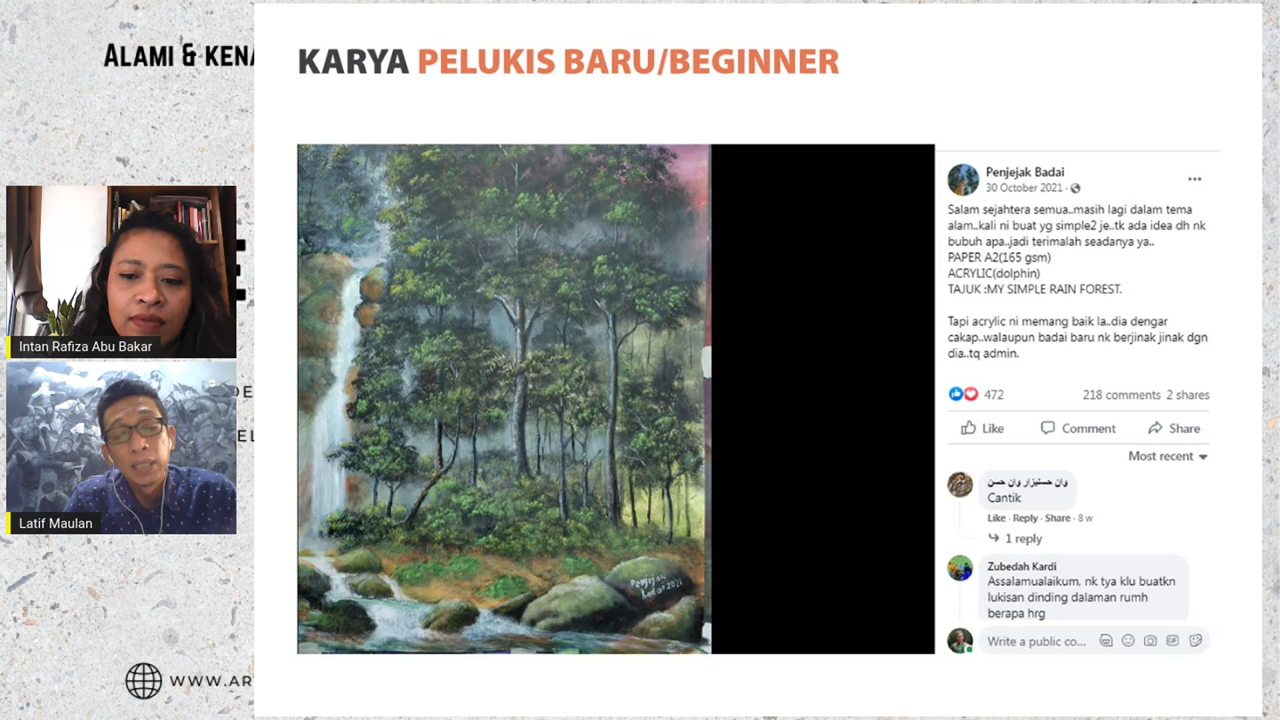 ALAMI & KENA
KARYA PELUKIS BARU/BEGINNER
Intan Rafiza Abu Bakar
Latif Maulan
WWW.AR
Penjejak Badai
30 October 2021
Salam sejahtera semua..masih lagi dalam tema
alam..kali ni buat yg simple2 je..tk ada idea dh nk
bubuh apa..jadi terimalah seadanya ya..
PAPER A2(165 gsm)
ACRYLIC(dolphin)
TAJUK :MY SIMPLE RAIN FOREST.
Tapi acrylic ni memang baik la..dia dengar
cakap..walaupun badai baru nk berjinak jinak dgn
dia..tq admin.
472
218 comments 2 shares
Like
Comment
Share
Most recent
وان حسنيزار وان حسن
Cantik
Like · Reply · Share · 8 w
1 reply
Zubedah Kardi
Assalamualaikum, nk tya klu buatkn
lukisan dinding dalaman rumh
berapa hrg
Write a public co...